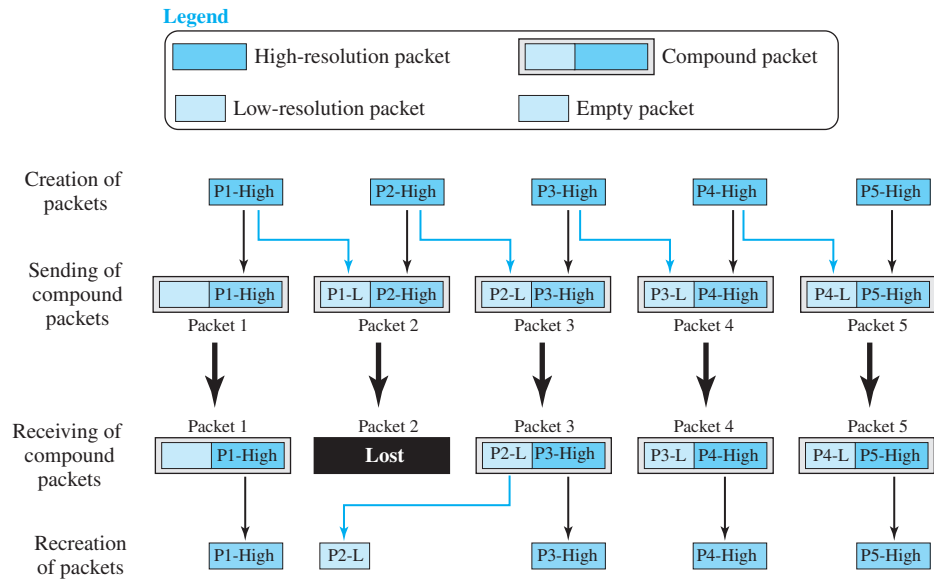 Legend
High-resolution packet
Compound packet
Low-resolution packet
Empty packet
Creation of
packets
P1-High
P2-High
P3-High
P4-High
P5-High
Sending of
compound
packets
P1-High
P1-L
P2-High
P2-L
P3-High
P3-L
P4-High
P4-L
P5-High
Packet 1
Packet 2
Packet 3
Packet 4
Packet 5
Receiving of
compound
packets
Packet 1
Packet 2
Packet 3
Packet 4
Packet 5
P1-High
Lost
P2-L
P3-High
P3-L
P4-High
P4-L
P5-High
Recreation
of packets
P1-High
P2-L
P3-High
P4-High
P5-High